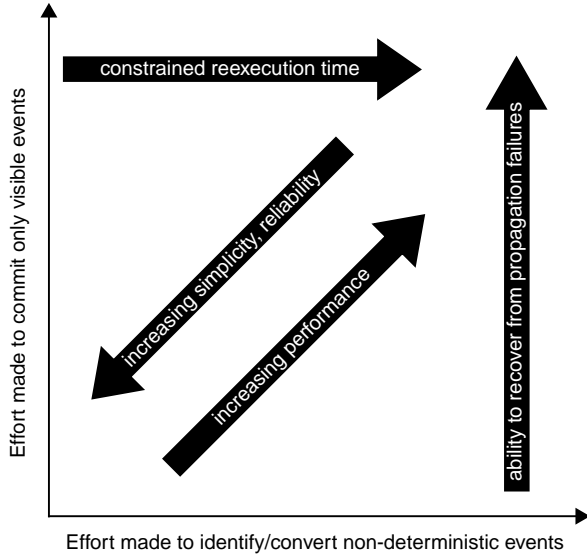 Effort made to commit only visible events
constrained reexecution time
increasing simplicity, reliability
increasing performance
ability to recover from propagation failures
Effort made to identify/convert non-deterministic events